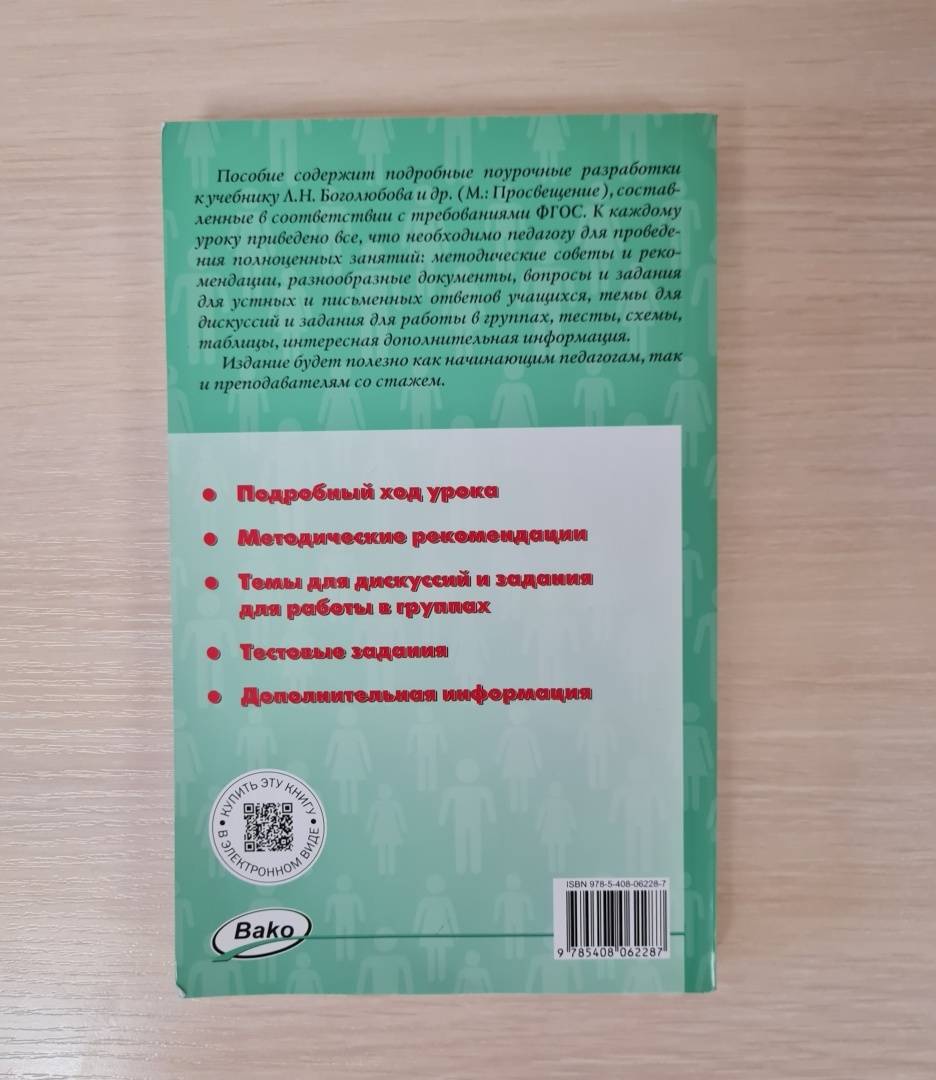 Пособие содержит подробные поурочные разработки
к учебнику Л.Н. Боголюбова и др. (М.: Просвещение), состав-
ленные в соответствии с требованиями ФГОС. К каждому
уроку приведено все, что необходимо педагогу для проведе-
ния полноценных занятий: методические советы и реко-
мендации, разнообразные документы, вопросы и задания
для устных и письменных ответов учащихся, темы для
дискуссий и задания для работы в группах, тесты, схемы,
таблицы, интересная дополнительная информация.
Издание будет полезно как начинающим педагогам, так
и преподавателям со стажем.
• Подробный ход урока
• Методические рекомендации
• Темы для дискуссий и задания
для работы в группах
• Тестовые задания
• Дополнительная информация
• КУПИТЬ ЭТУ КНИГУ •
В ЭЛЕКТРОННОМ ВИДЕ
Bako
ISBN 978-5-408-06228-7
9 785408 062287